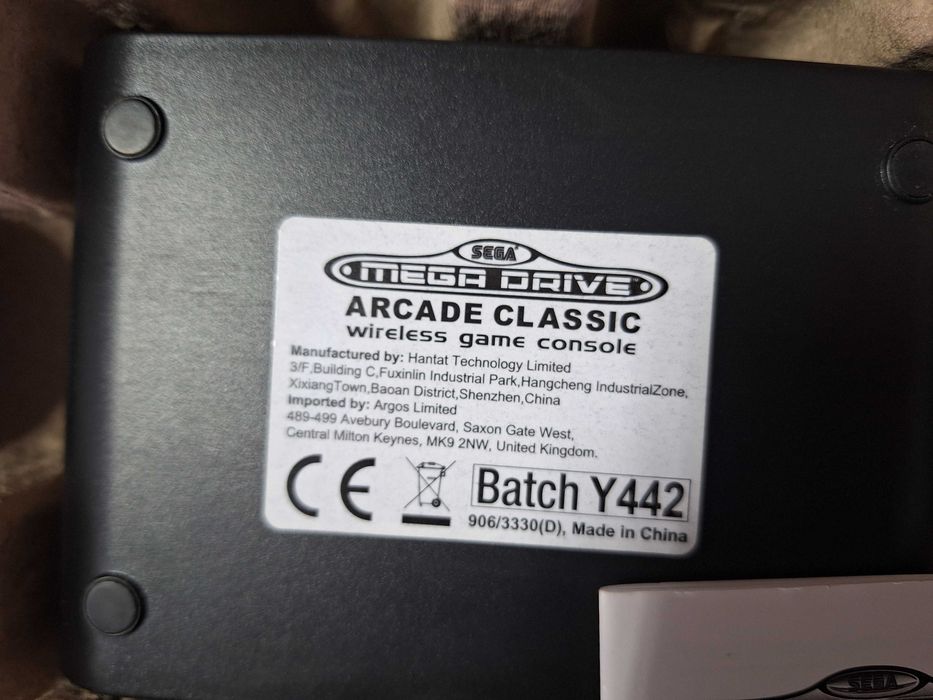 SEGA
MEGA DRIVE™
ARCADE CLASSIC
wireless game console
Manufactured by: Hantat Technology Limited
3/F,Building C,Fuxinlin Industrial Park,Hangcheng IndustrialZone,
XixiangTown,Baoan District,Shenzhen,China
Imported by: Argos Limited
489-499 Avebury Boulevard, Saxon Gate West,
Central Milton Keynes, MK9 2NW, United Kingdom.
CE
Batch Y442
906/3330(D), Made in China
SEGA